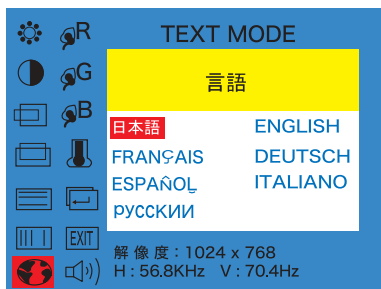 R
TEXT MODE
G
言語
B
日本語
ENGLISH
FRANÇAIS
DEUTSCH
ESPAÑOL
ITALIANO
РУССКИИ
EXIT
解像度：1024 x 768
H : 56.8KHz V : 70.4Hz